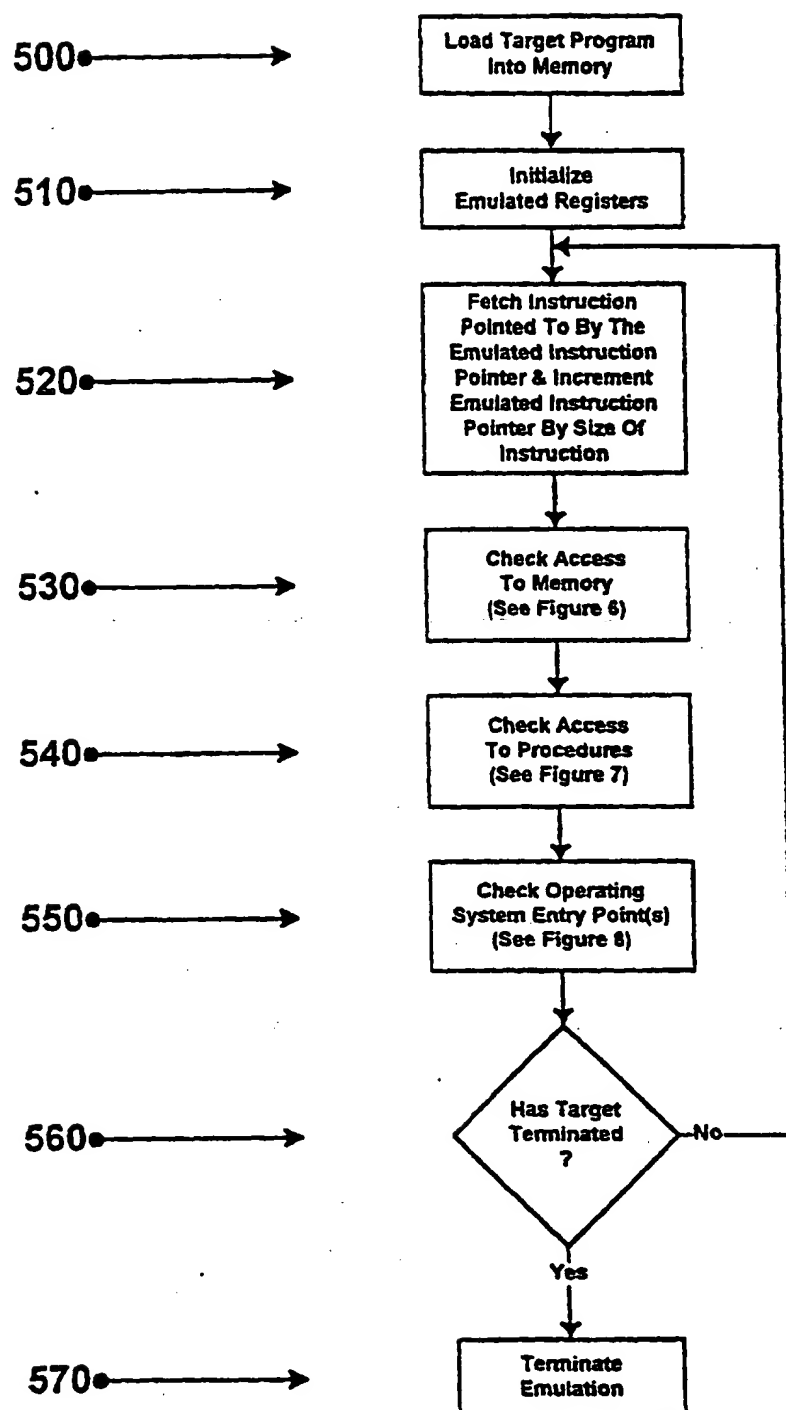 500
Load Target Program
Into Memory
510
Initialize
Emulated Registers
520
Fetch Instruction
Pointed To By The
Emulated Instruction
Pointer & Increment
Emulated Instruction
Pointer By Size Of
Instruction
530
Check Access
To Memory
(See Figure 6)
540
Check Access
To Procedures
(See Figure 7)
550
Check Operating
System Entry Point(s)
(See Figure 8)
560
Has Target
Terminated
?
No
Yes
570
Terminate
Emulation